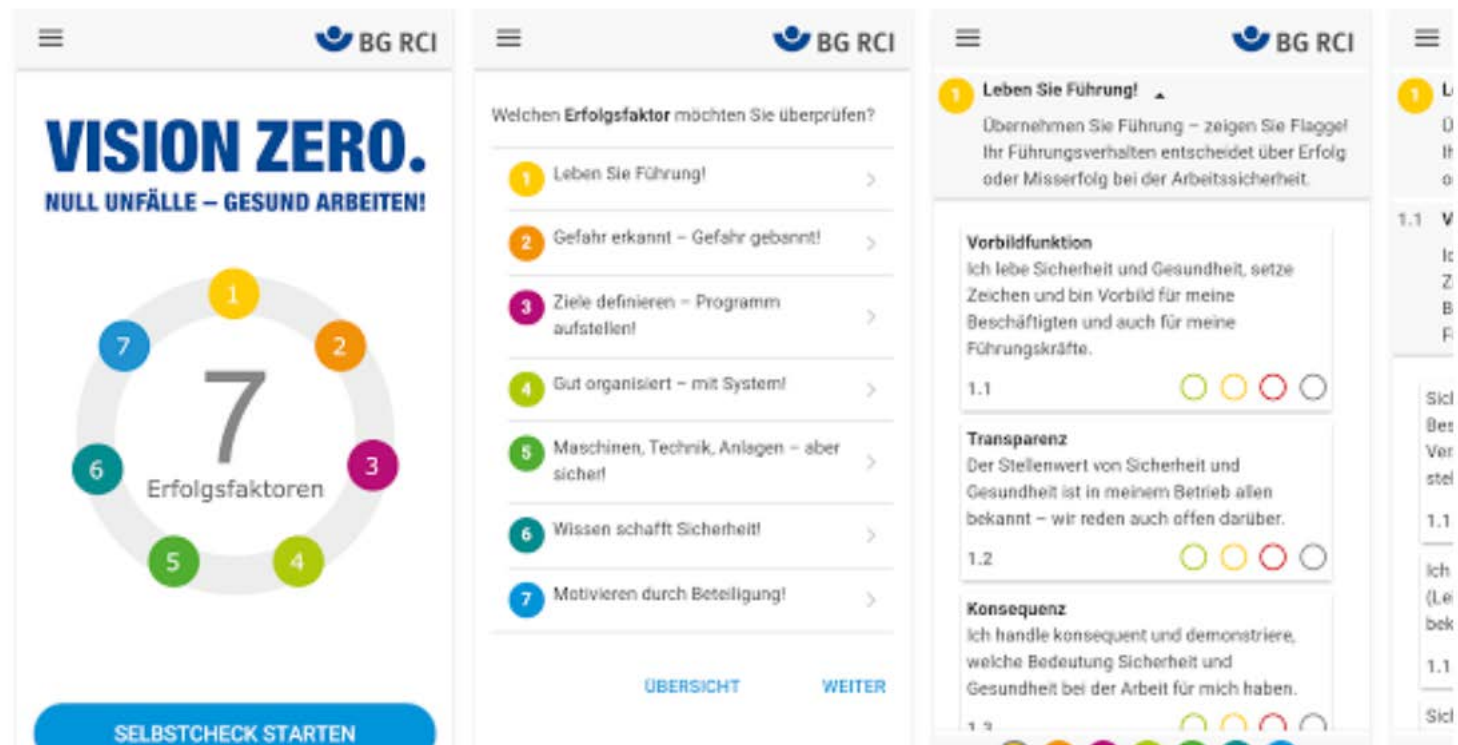 BG RCI
VISION ZERO.
NULL UNFÄLLE – GESUND ARBEITEN!
1
2
3
4
5
6
7
7
Erfolgsfaktoren
SELBSTCHECK STARTEN
BG RCI
Welchen Erfolgsfaktor möchten Sie überprüfen?
1 Leben Sie Führung!
2 Gefahr erkannt – Gefahr gebannt!
3 Ziele definieren – Programm
aufstellen!
4 Gut organisiert – mit System!
5 Maschinen, Technik, Anlagen – aber
sicher!
6 Wissen schafft Sicherheit!
7 Motivieren durch Beteiligung!
ÜBERSICHT WEITER
BG RCI
1 Leben Sie Führung!
Übernehmen Sie Führung – zeigen Sie Flagge!
Ihr Führungsverhalten entscheidet über Erfolg
oder Misserfolg bei der Arbeitssicherheit.
Vorbildfunktion
Ich lebe Sicherheit und Gesundheit, setze
Zeichen und bin Vorbild für meine
Beschäftigten und auch für meine
Führungskräfte.
1.1
Transparenz
Der Stellenwert von Sicherheit und
Gesundheit ist in meinem Betrieb allen
bekannt – wir reden auch offen darüber.
1.2
Konsequenz
Ich handle konsequent und demonstriere,
welche Bedeutung Sicherheit und
Gesundheit bei der Arbeit für mich haben.
1.3
1
1.1
1.1
Ich
(Lei
bek
1.1